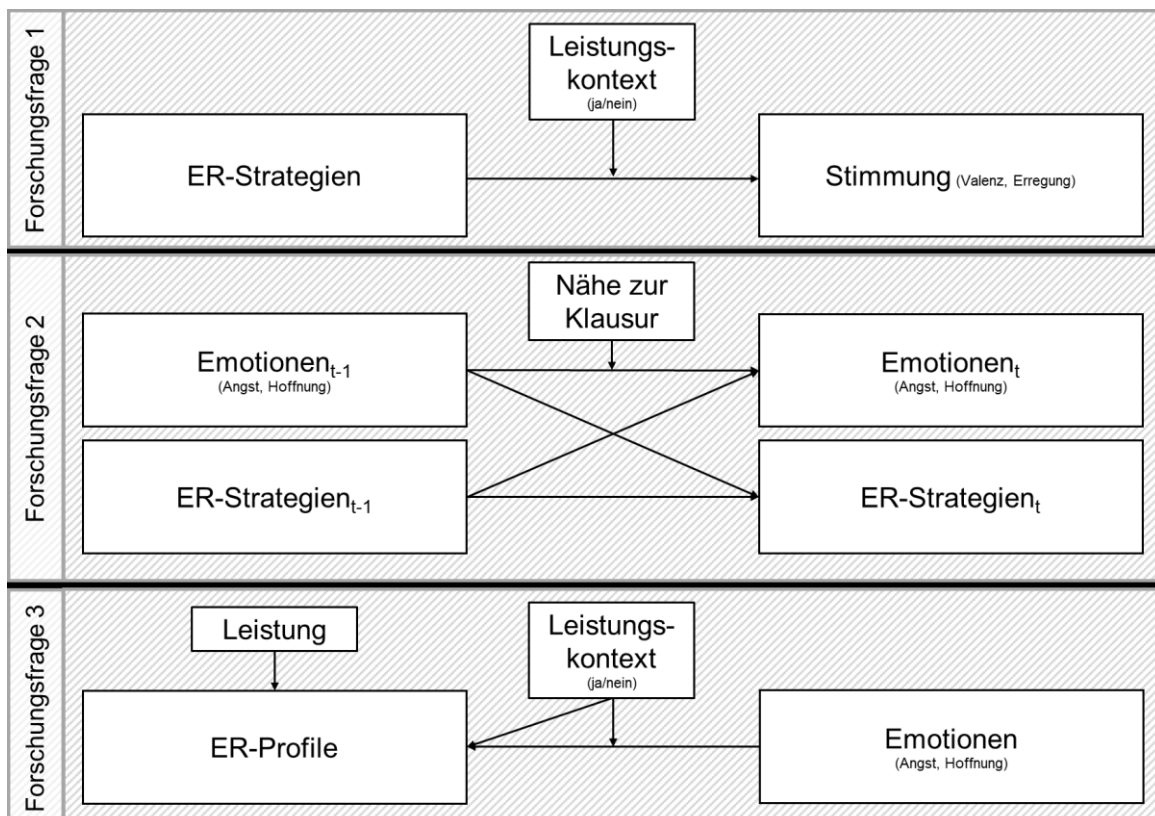 Forschungsfrage 1
Leistungs-
kontext
(ja/nein)
ER-Strategien
Stimmung (Valenz, Erregung)
Forschungsfrage 2
Nähe zur
Klausur
Emotionen t-1
(Angst, Hoffnung)
Emotionen t
(Angst, Hoffnung)
ER-Strategien t-1
ER-Strategien t
Forschungsfrage 3
Leistung
Leistungs-
kontext
(ja/nein)
ER-Profile
Emotionen
(Angst, Hoffnung)